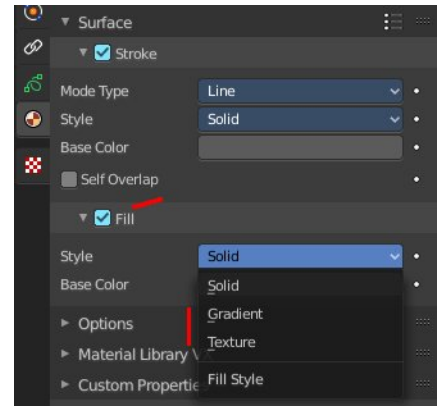 Surface
Stroke
Mode Type Line
Style Solid
Base Color
Self Overlap
Fill
Style Solid
Base Color Solid
Options Gradient
Material Library V Texture
Custom Propertie Fill Style